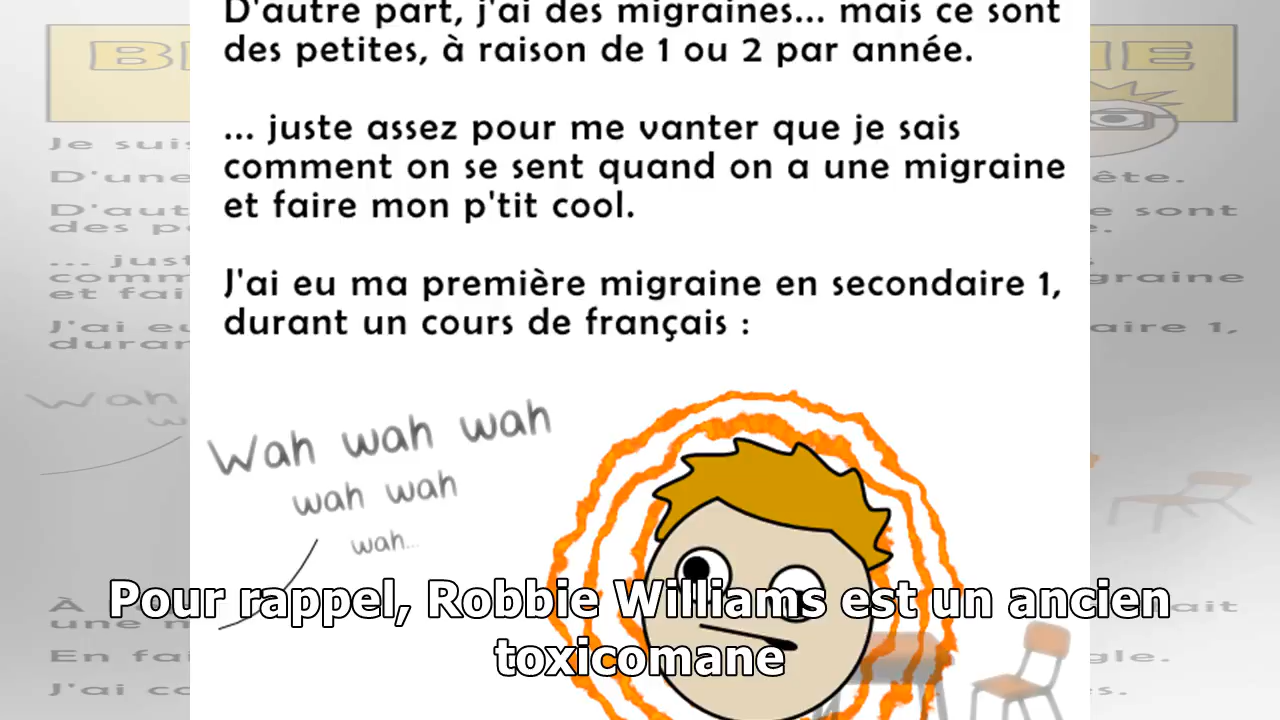 D'autre part, j'ai des migraines... mais ce sont
des petites, à raison de 1 ou 2 par année.
... juste assez pour me vanter que je sais
comment on se sent quand on a une migraine
et faire mon p'tit cool.
J'ai eu ma première migraine en secondaire 1,
durant un cours de français :
Wah wah wah
wah wah
wah...
Pour rappel, Robbie Williams est un ancien
toxicomane